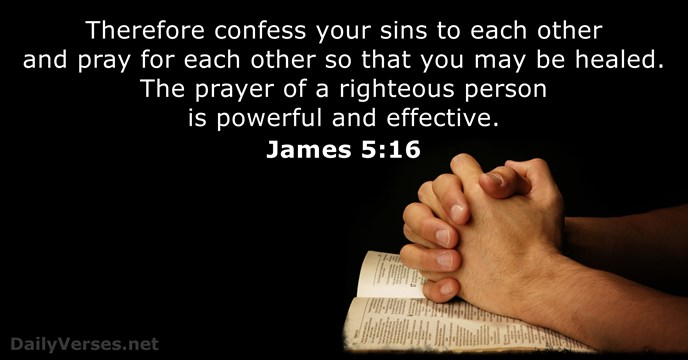 Therefore confess your sins to each other
and pray for each other so that you may be healed.
The prayer of a righteous person
is powerful and effective.
James 5:16
DailyVerses.net